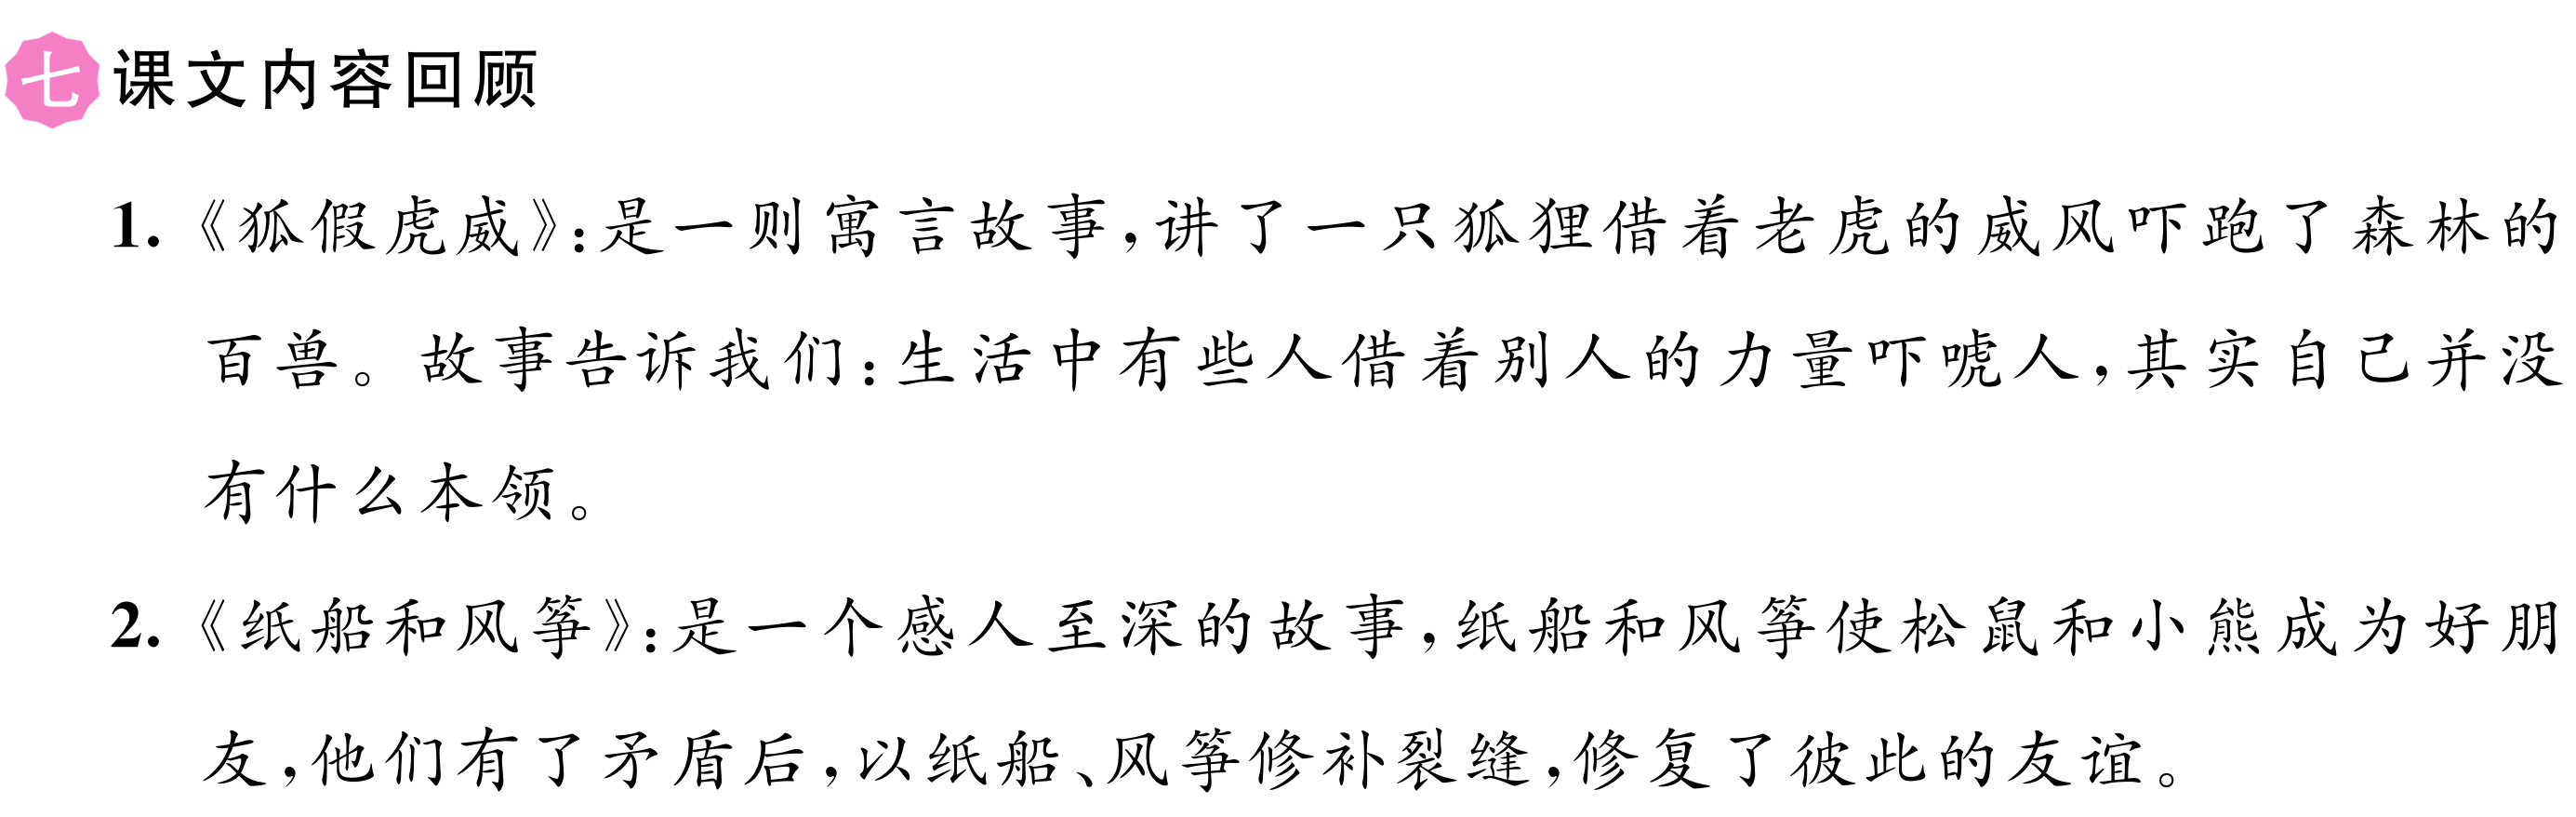 七 课文内容回顾
1.《狐假虎威》:是一则寓言故事,讲了一只狐狸借着老虎的威风吓跑了森林的
百兽。故事告诉我们:生活中有些人借着别人的力量吓唬人,其实自己并没
有什么本领。
2.《纸船和风筝》:是一个感人至深的故事,纸船和风筝使松鼠和小熊成为好朋
友,他们有了矛盾后,以纸船、风筝修补裂缝,修复了彼此的友谊。